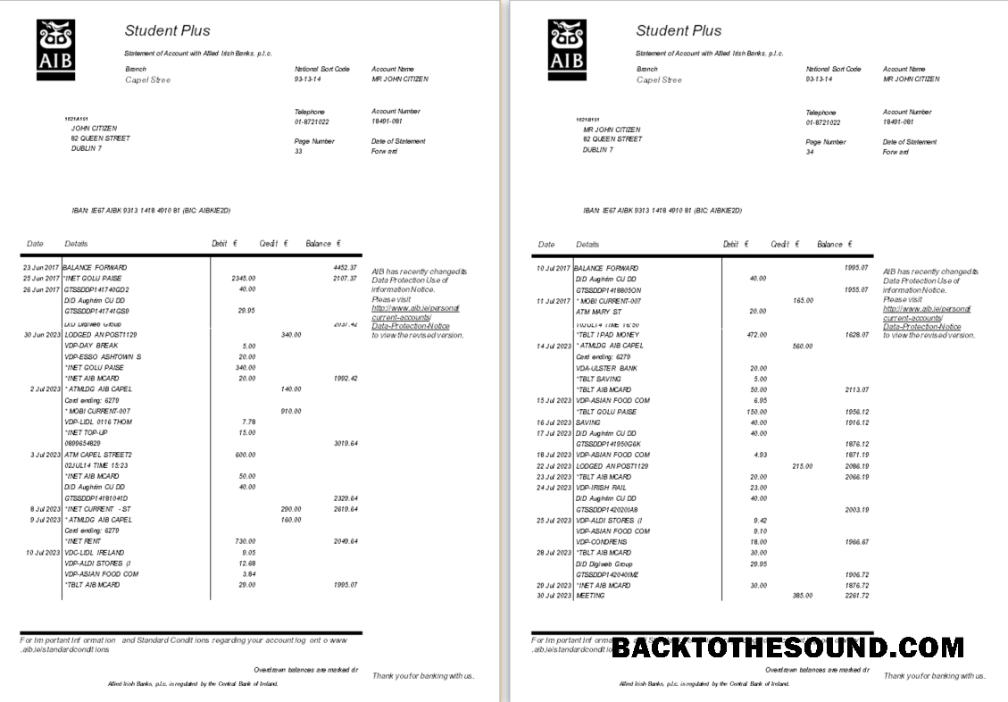 AIB
Student Plus
Statement of Account with Allied Irish Banks, p.l.c.
Branch National Sort Code Account Name
Capel Stree 93-13-14 MR JOHN CITIZEN
Telephone Account Number
01-8721022 18491-081
JOHN CITIZEN
82 QUEEN STREET Page Number Date of Statement
DUBLIN 7 33 Forw ard
IBAN: IE67 AIBK 9313 1418 4910 81 (BIC: AIBKIE2D)
Date Details Debit € Credit € Balance €
23 Jun 2017 BALANCE FORWARD 4452.37
25 Jun 2017 *INET GOLU PAISE 2345.00 2107.37
26 Jun 2017 GTSSDDP141740GD2 40.00
D/D Aughrim CU DD
GTSSDDP141741GS9 29.95
D/D Digiweb Group 2037.42
30 Jun 2023 LODGED AN POST1129 340.00
VDP-DAY BREAK 5.00
VDP-ESSO ASHTOWN S 20.00
*INET GOLU PAISE 340.00
*INET AIB MCARD 20.00 1992.42
2 Jul 2023 * ATMLDG AIB CAPEL 140.00
Card ending: 6279
* MOBI CURRENT-007 910.00
VDP-LIDL 0116 THOM 7.78
*INET TOP-UP 15.00
0899654829 3019.64
3 Jul 2023 ATM CAPEL STREET2 600.00
02JUL14 TIME 15:23
*INET AIB MCARD 50.00
D/D Aughrim CU DD 40.00
GTSSDDP14181041D 2329.64
8 Jul 2023 *INET CURRENT - ST 290.00 2619.64
9 Jul 2023 * ATMLDG AIB CAPEL 160.00
Card ending: 6279
*INET RENT 730.00 2049.64
10 Jul 2023 VDC-LIDL IRELAND 9.05
VDP-ALDI STORES (I 12.68
VDP-ASIAN FOOD COM 3.84
*TBLT AIB MCARD 29.00 1995.07
AIB has recently changed its
Data Protection Use of
information Notice.
Please visit
http://www.aib.ie/personal
current-accounts/
Data-Protection-Notice
to view the revised version.
For Im portant Inf or mation and Standard Condit ions regarding your account log ont o www
.aib.ie/standardcondt ions
Overdrawn balances are marked dr
Thank you for banking with us.
Allied Irish Banks, p.l.c. is regulated by the Central Bank of Ireland.
AIB
Student Plus
Statement of Account with Allied Irish Banks, p.l.c.
Branch National Sort Code Account Name
Capel Stree 93-13-14 MR JOHN CITIZEN
Telephone Account Number
01-8721022 18491-081
MR JOHN CITIZEN
82 QUEEN STREET Page Number Date of Statement
DUBLIN 7 34 Forw ard
IBAN: IE67 AIBK 9313 1418 4910 81 (BIC: AIBKIE2D)
Date Details Debit € Credit € Balance €
10 Jul 2017 BALANCE FORWARD 1995.07
D/D Aughrim CU DD 40.00
GTSSDDP1418805ON 1955.07
11 Jul 2017 * MOBI CURRENT-007 165.00
ATM MARY ST 20.00
10JUL14 TIME 16:50
*TBLT IPAD MONEY 472.00 1628.07
14 Jul 2023 * ATMLDG AIB CAPEL 560.00
Card ending: 6279
VDA-ULSTER BANK 20.00
*TBLT SAVING 5.00
*TBLT AIB MCARD 50.00 2113.07
15 Jul 2023 VDP-ASIAN FOOD COM 6.95
*TBLT GOLU PAISE 150.00 1956.12
16 Jul 2023 SAVING 40.00 1916.12
17 Jul 2023 D/D Aughrim CU DD 40.00
GTSSDDP141950G6K 1876.12
18 Jul 2023 VDP-ASIAN FOOD COM 4.93 1871.19
22 Jul 2023 LODGED AN POST1129 215.00 2086.19
23 Jul 2023 *TBLT AIB MCARD 20.00 2066.19
24 Jul 2023 VDP-IRISH RAIL 23.00
D/D Aughrim CU DD 40.00
GTSSDDP142020IAB 2003.19
25 Jul 2023 VDP-ALDI STORES (I 9.42
VDP-ASIAN FOOD COM 9.10
VDP-CONDRENS 18.00 1966.67
28 Jul 2023 *TBLT AIB MCARD 30.00
D/D Digiweb Group 29.95
GTSSDDP142040IMZ 1906.72
29 Jul 2023 *INET AIB MCARD 30.00 1876.72
30 Jul 2023 MEETING 385.00 2261.72
AIB has recently changed its
Data Protection Use of
information Notice.
Please visit
http://www.aib.ie/personal
current-accounts/
Data-Protection-Notice
to view the revised version.
For Im portant Inf or
.aib.ie/standardcondt ions
BACKTOTHESOUND.COM
Overdrawn balances are marked dr
Thank you for banking with us.
Allied Irish Banks, p.l.c. is regulated by the Central Bank of Ireland.